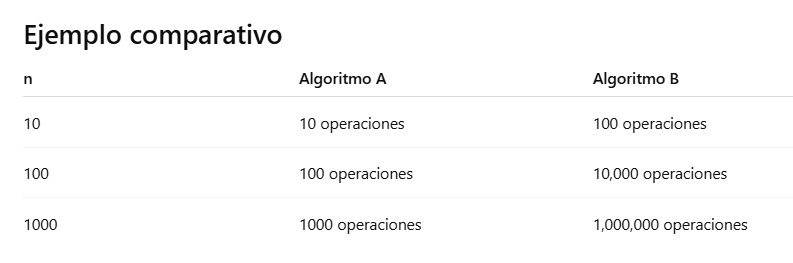 Ejemplo comparativo
n Algoritmo A Algoritmo B
10 10 operaciones 100 operaciones
100 100 operaciones 10,000 operaciones
1000 1000 operaciones 1,000,000 operaciones